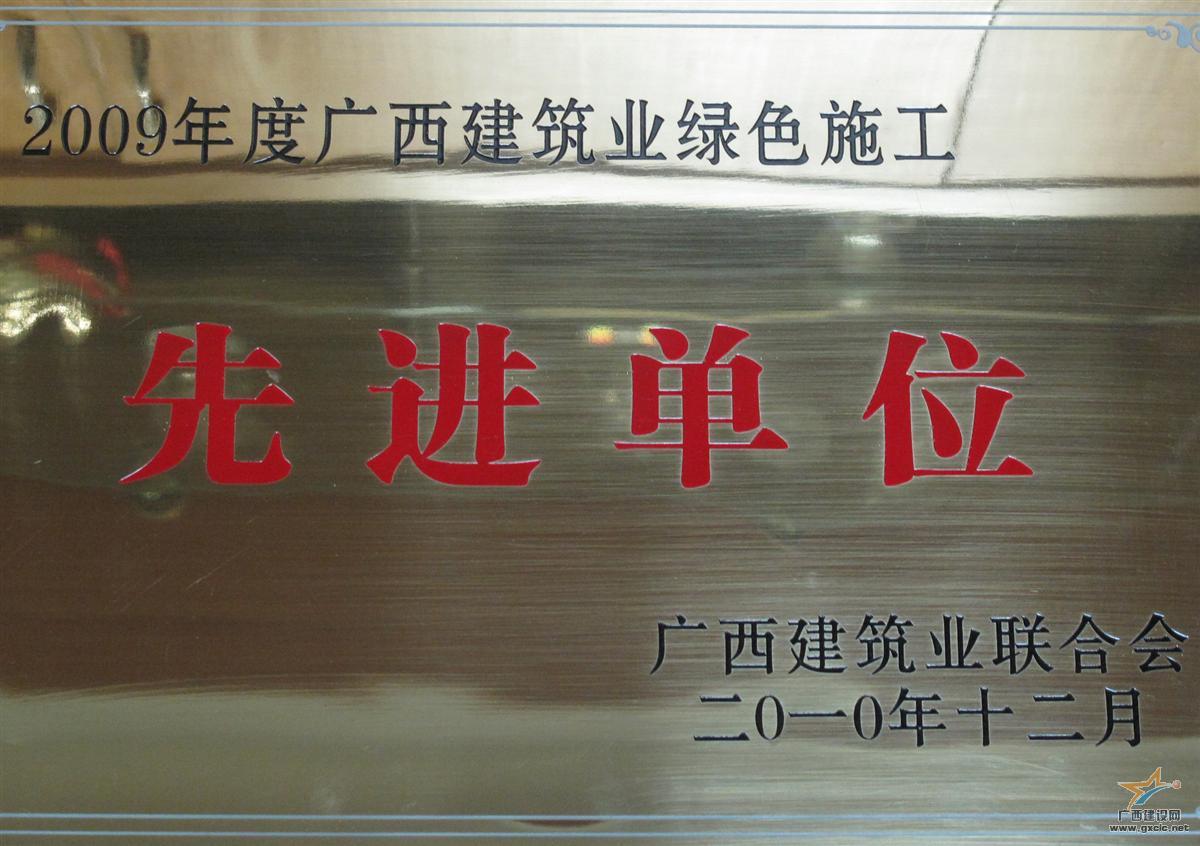 2009年度广西建筑业绿色施工
先进单位
广西建筑业联合会
二0一0年十二月
广西建设网
www.gxcic.net